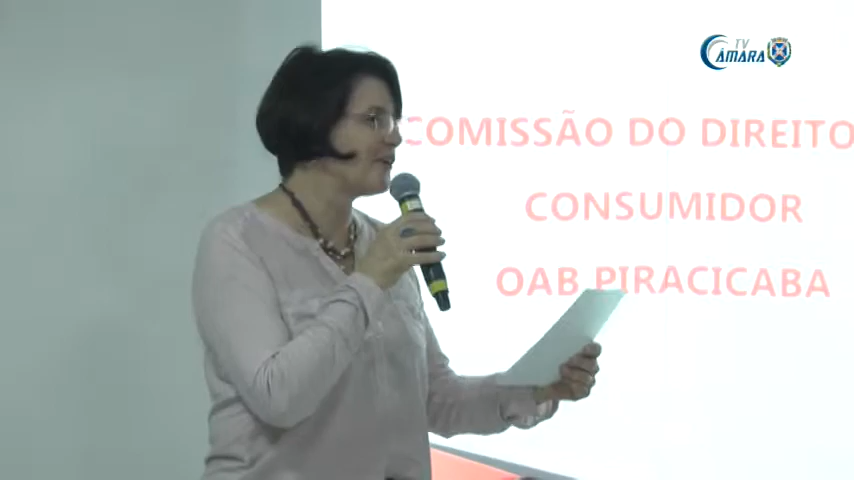 TV
CÂMARA
COMISSÃO DO DIREITO
CONSUMIDOR
OAB PIRACICABA